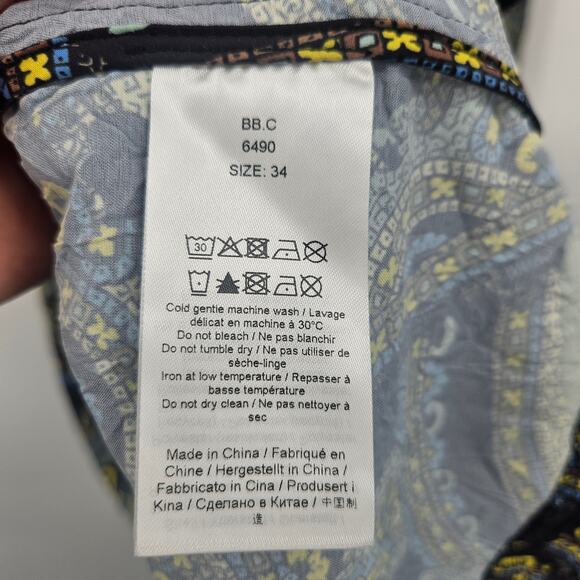 BB.C
6490
SIZE: 34
30
Cold gentle machine wash / Lavage
délicat en machine à 30°C
Do not bleach / Ne pas blanchir
Do not tumble dry / Ne pas utiliser de
sèche-linge
Iron at low temperature / Repasser à
basse température
Do not dry clean / Ne pas nettoyer à
sec
Made in China / Fabriqué en
Chine / Hergestellt in China /
Fabbricato in Cina / Produsert i
Kina / Сделано в Китае / 中国制
造